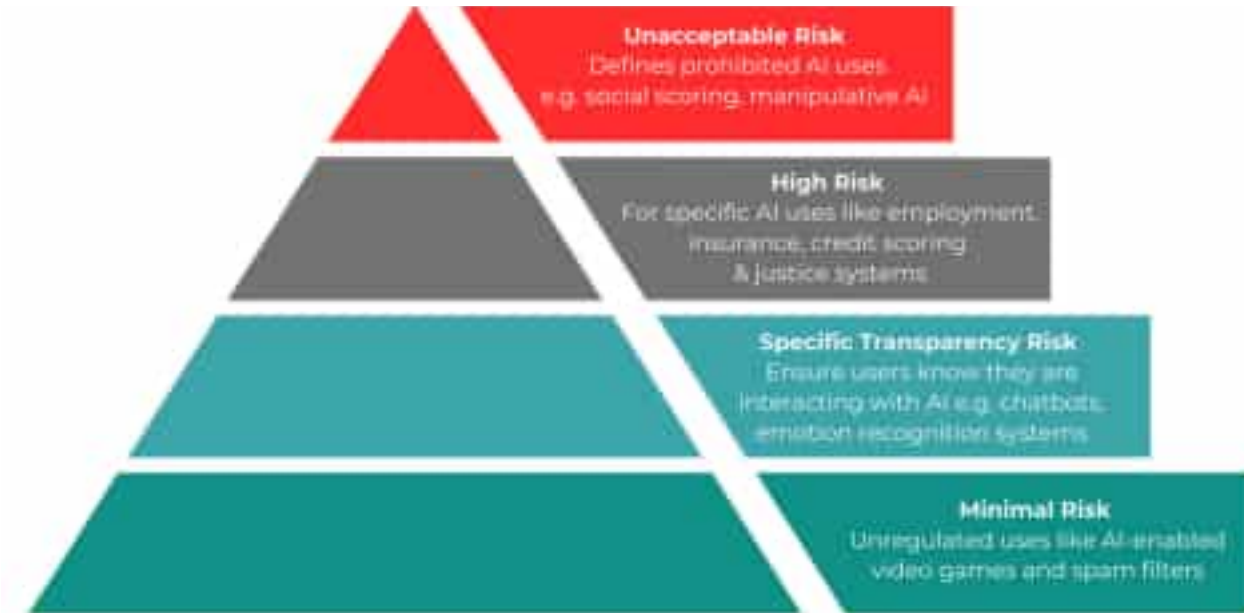 Unacceptable Risk
Defines prohibited AI uses
e.g. social scoring, manipulative AI
High Risk
For specific AI uses like employment,
insurance, credit scoring
& justice systems
Specific Transparency Risk
Ensure users know they are
interacting with AI e.g. chatbots,
emotion recognition systems
Minimal Risk
Unregulated uses like AI-enabled
video games and spam filters